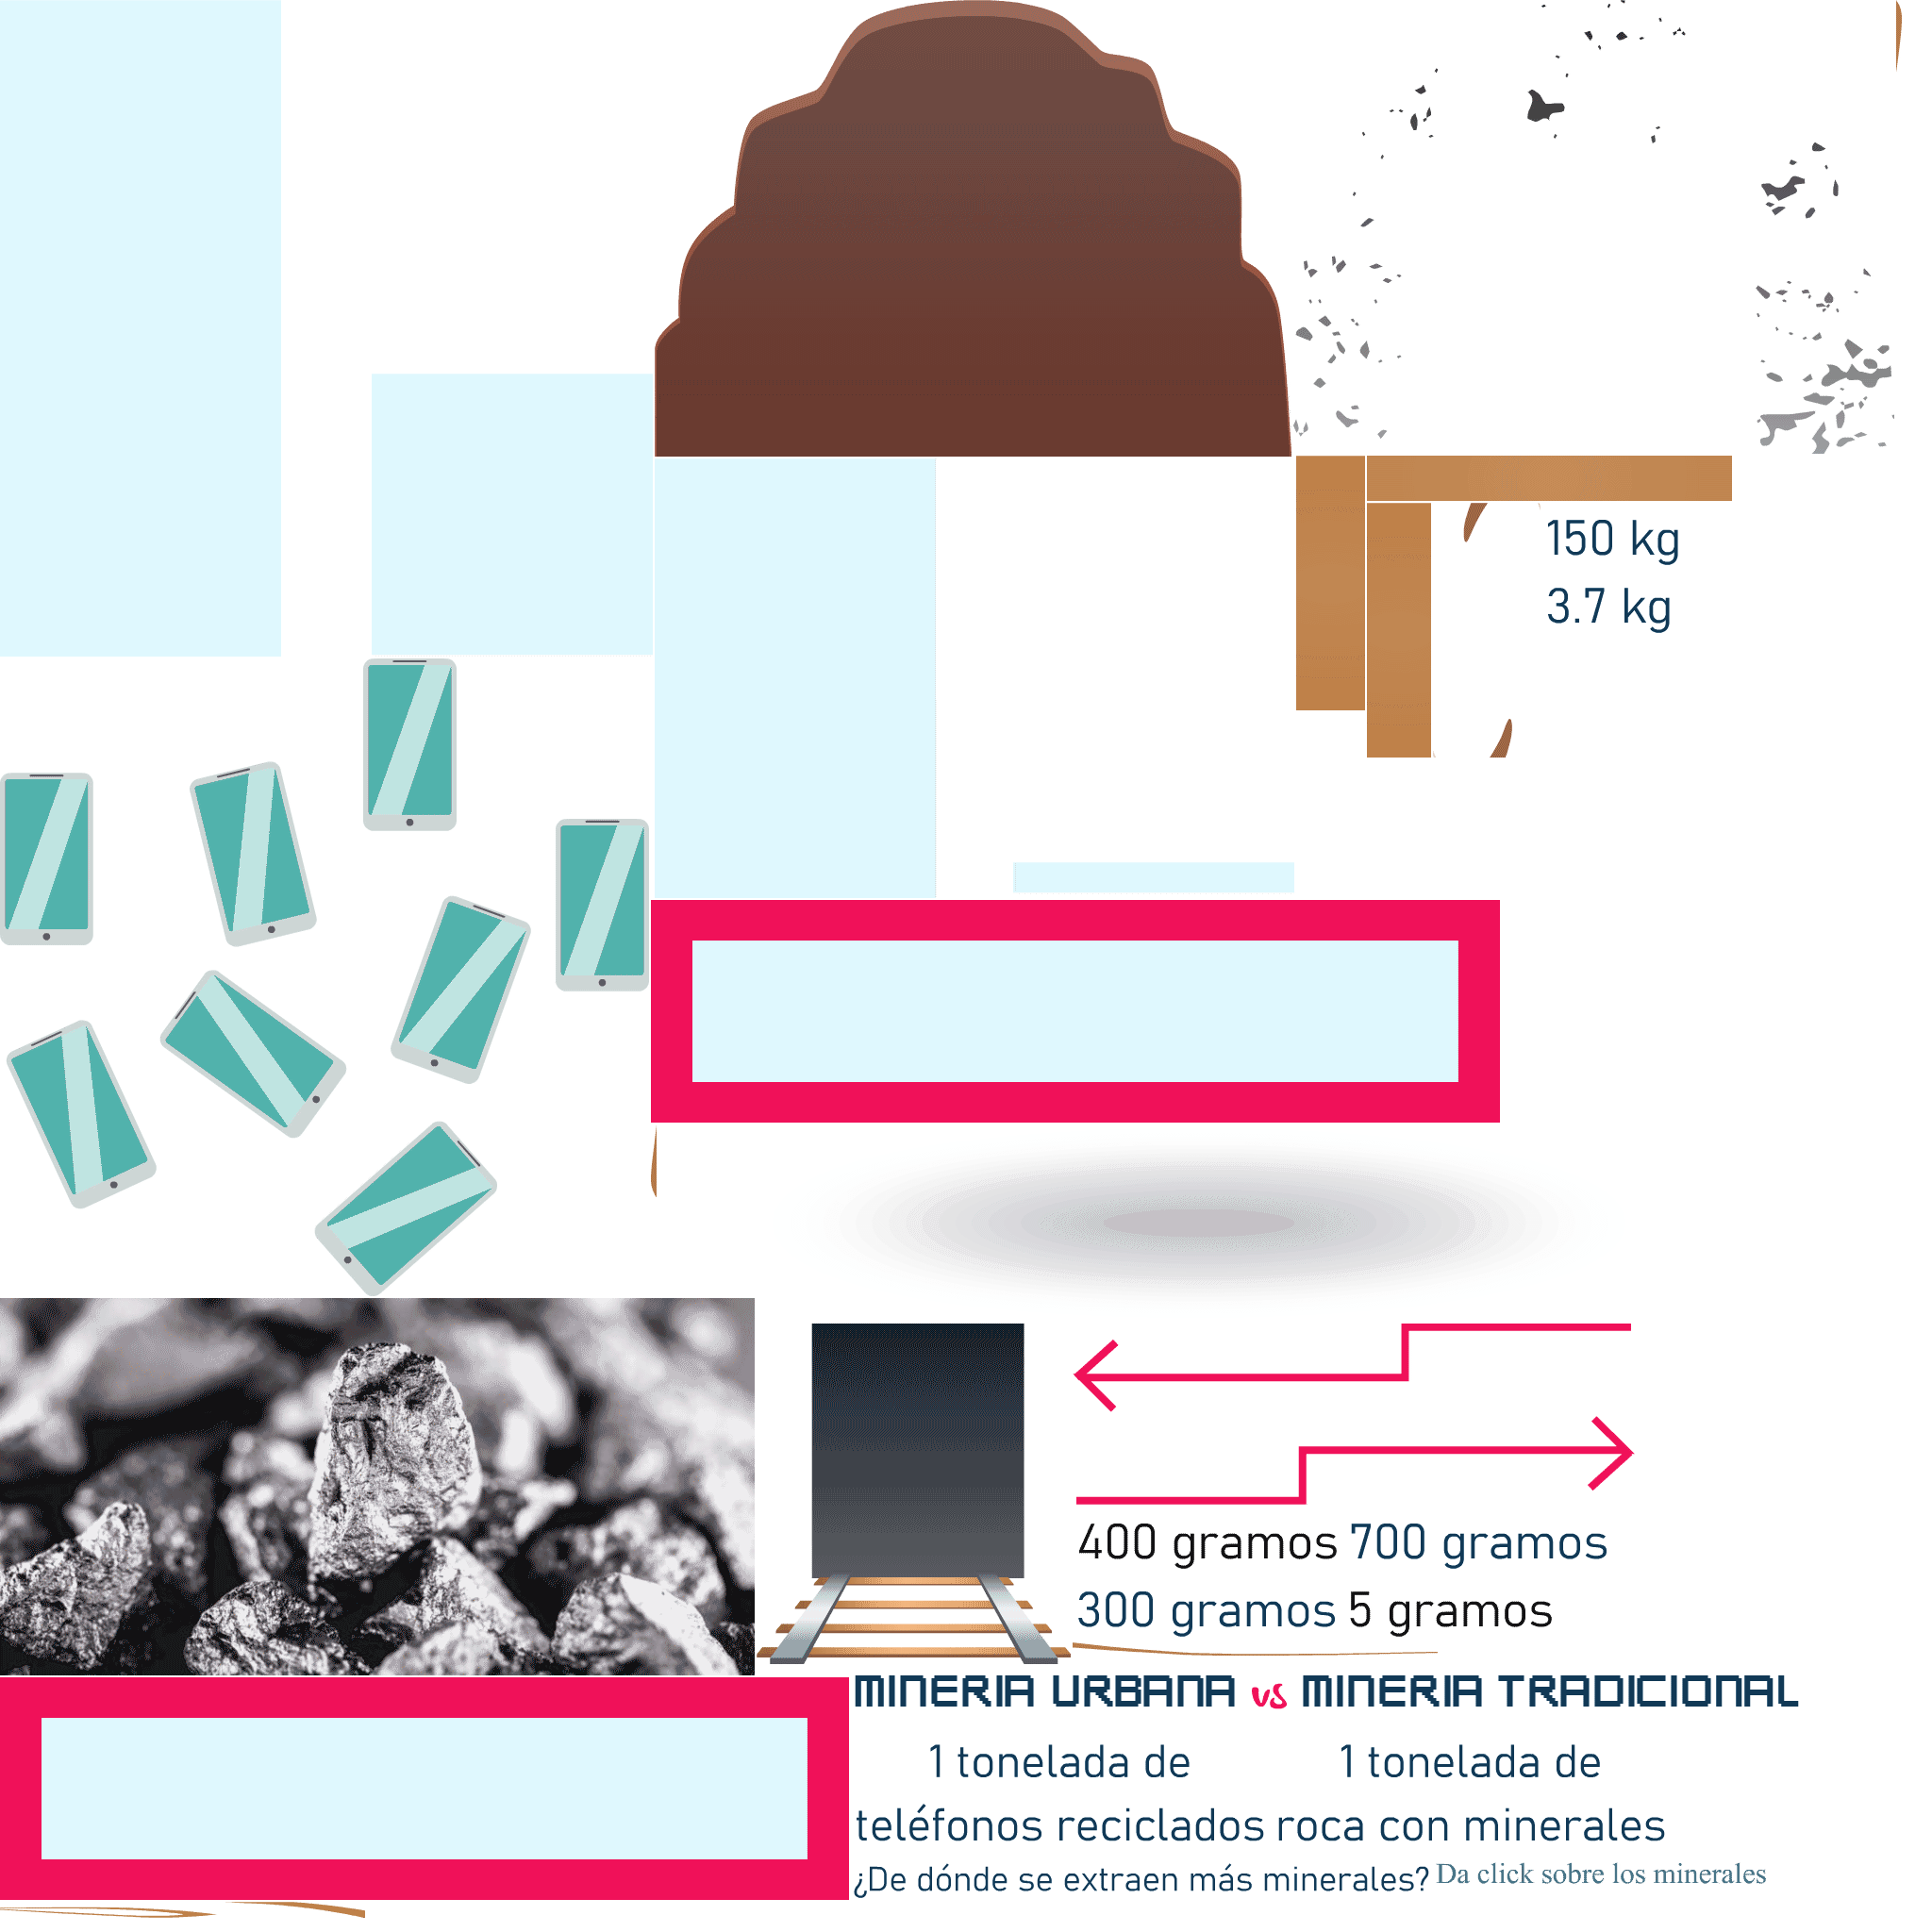 150 kg
3.7 kg
400 gramos 700 gramos
300 gramos 5 gramos
MINERIA URBANA vs MINERIA TRADICIONAL
1 tonelada de 1 tonelada de
teléfonos reciclados roca con minerales
¿De dónde se extraen más minerales? Da click sobre los minerales